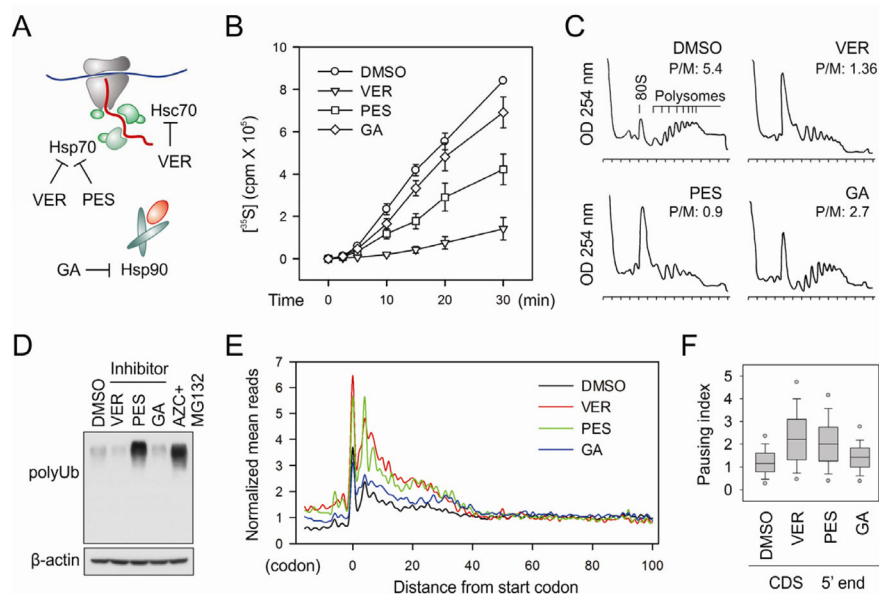 A
Hsc70
Hsp70
VER
VER PES
GA Hsp90
B
[³⁵S] (cpm X 10⁵)
10
8
6
4
2
0
DMSO
VER
PES
GA
Time 0 10 20 30 (min)
C
DMSO
P/M: 5.4
80S
Polysomes
OD 254 nm
VER
P/M: 1.36
PES
P/M: 0.9
OD 254 nm
GA
P/M: 2.7
D
Inhibitor
DMSO
VER
PES
GA
AZC+
MG132
polyUb
β-actin
E
Normalized mean reads
7
6
5
4
3
2
1
0
DMSO
VER
PES
GA
(codon) 0 20 40 60 80 100
Distance from start codon
F
Pausing index
5
4
3
2
1
0
DMSO
VER
PES
GA
CDS 5' end